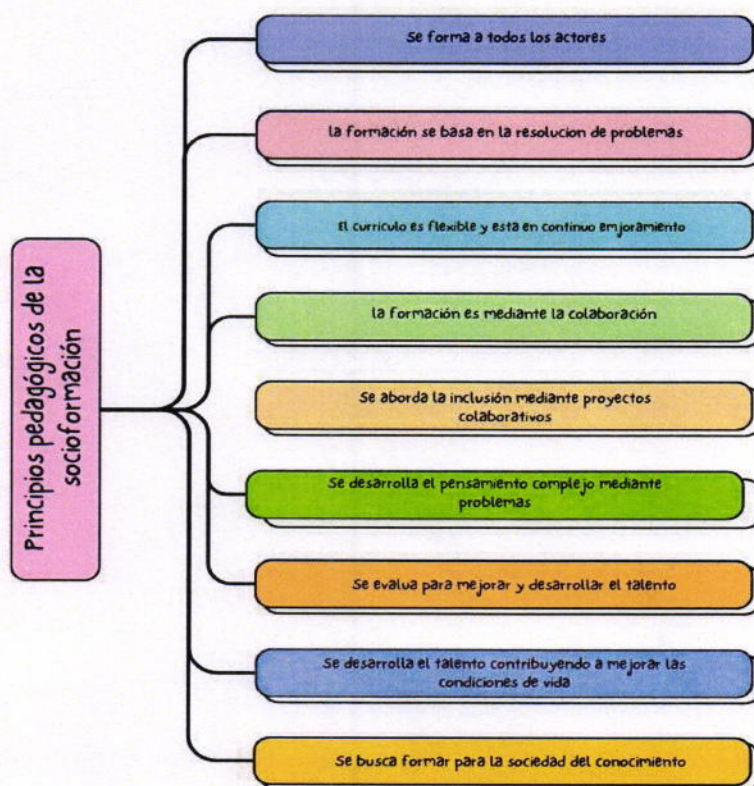 Principios pedagógicos de la
socioformación
Se forma a todos los actores
la formación se basa en la resolucion de problemas
El curriculo es flexible y esta en continuo emjoramiento
la formación es mediante la colaboración
Se aborda la inclusión mediante proyectos
colaborativos
Se desarrolla el pensamiento complejo mediante
problemas
Se evalua para mejorar y desarrollar el talento
Se desarrolla el talento contribuyendo a mejorar las
condiciones de vida
Se busca formar para la sociedad del conocimiento